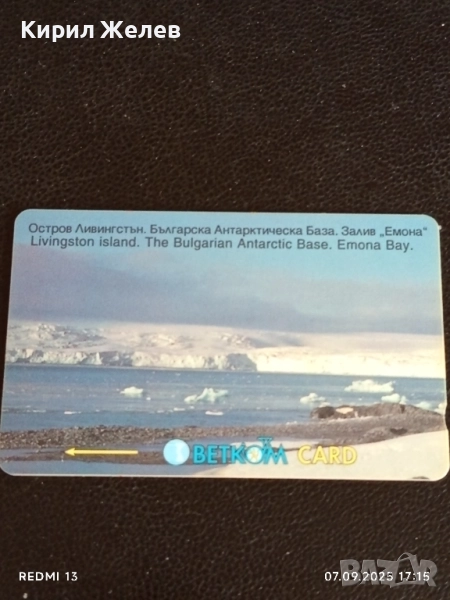 Кирил Желев
Остров Ливингстън. Българска Антарктическа База. Залив „Емона“
Livingston island. The Bulgarian Antarctic Base. Emona Bay.
BETKOM CARD
REDMI 13
07.09.2025 17:15
BAZAR